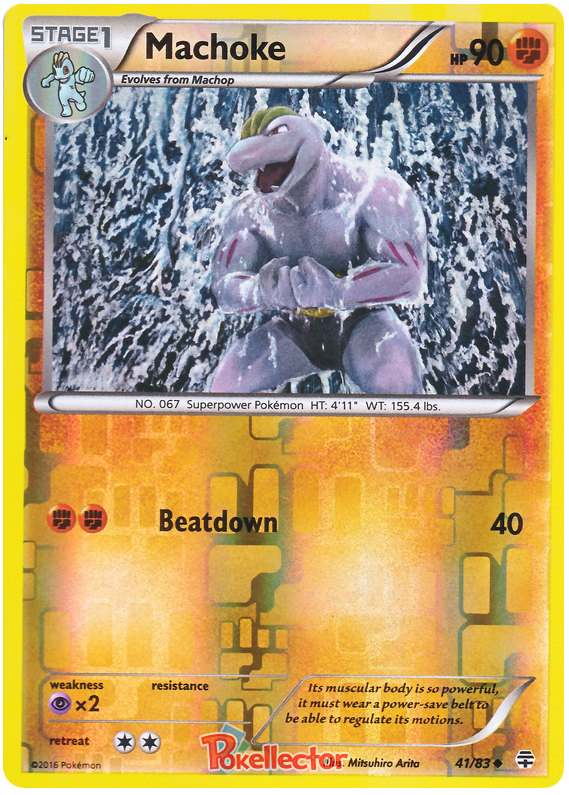 STAGE1
Machoke
HP90
Evolves from Machop
NO. 067 Superpower Pokémon HT: 4'11" WT: 155.4 lbs.
Beatdown 40
weakness resistance
×2
Its muscular body is so powerful,
it must wear a power-save belt to
be able to regulate its motions.
retreat
©2016 Pokémon
Pokellector
Illus. Mitsuhiro Arita
41/83